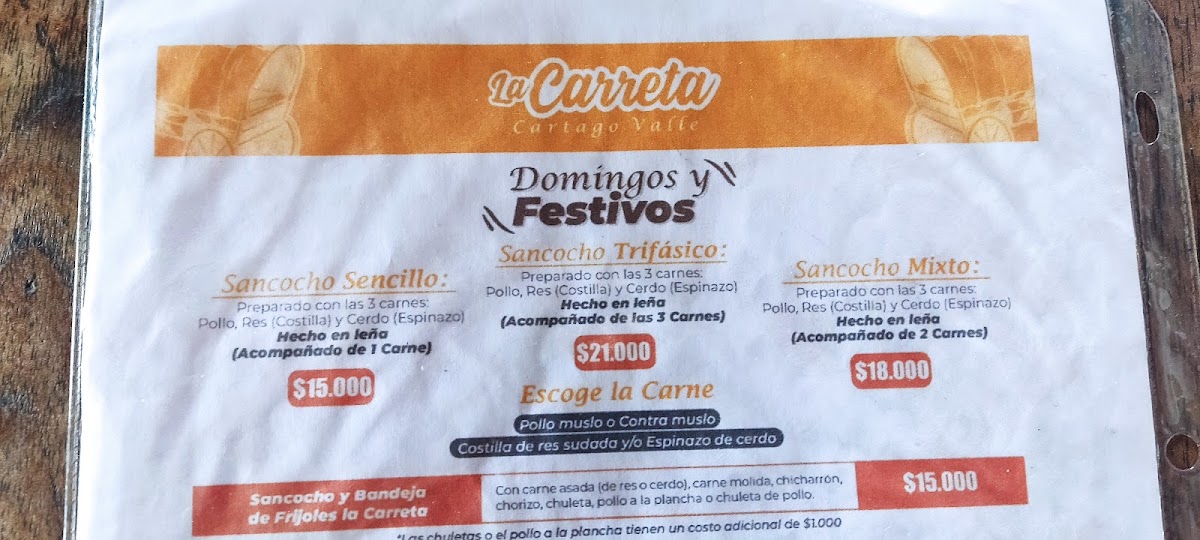 La Carreta
Cartago Valle
Domingos y
Festivos
Sancocho Sencillo:
Preparado con las 3 carnes:
Pollo, Res (Costilla) y Cerdo (Espinazo)
Hecho en leña
(Acompañado de 1 Carne)
$15.000
Sancocho Trifásico:
Preparado con las 3 carnes:
Pollo, Res (Costilla) y Cerdo (Espinazo)
Hecho en leña
(Acompañado de las 3 Carnes)
$21.000
Sancocho Mixto:
Preparado con las 3 carnes:
Pollo, Res (Costilla) y Cerdo (Espinazo)
Hecho en leña
(Acompañado de 2 Carnes)
$18.000
Escoge la Carne
Pollo muslo o Contra muslo
Costilla de res sudada y/o Espinazo de cerdo
Sancocho y Bandeja
de Frijoles la Carreta
Con carne asada (de res o cerdo), carne molida, chicharrón,
chorizo, chuleta, pollo a la plancha o chuleta de pollo.
$15.000
*Las chuletas o el pollo a la plancha tienen un costo adicional de $1.000